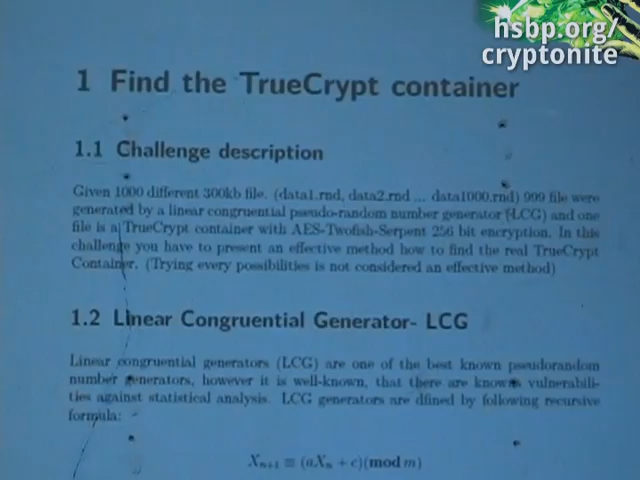 hsbp.org/
cryptonite
1 Find the TrueCrypt container
1.1 Challenge description
Given 1000 different 300kb file. (data1.rnd, data2.rnd ... data1000.rnd) 999 file were
generated by a linear congruential pseudo-random number generator (LCG) and one
file is a TrueCrypt container with AES-Twofish-Serpent 256 bit encryption. In this
challenge you have to present an effective method how to find the real TrueCrypt
Container. (Trying every possibilities is not considered an effective method)
1.2 Linear Congruential Generator- LCG
Linear congruential generators (LCG) are one of the best known pseudorandom
number generators, however it is well-known, that there are knows vulnerabili-
ties against statistical analysis. LCG generators are dfined by following recursive
formula:
Xn+1 ≡ (aXn + c)(mod m)